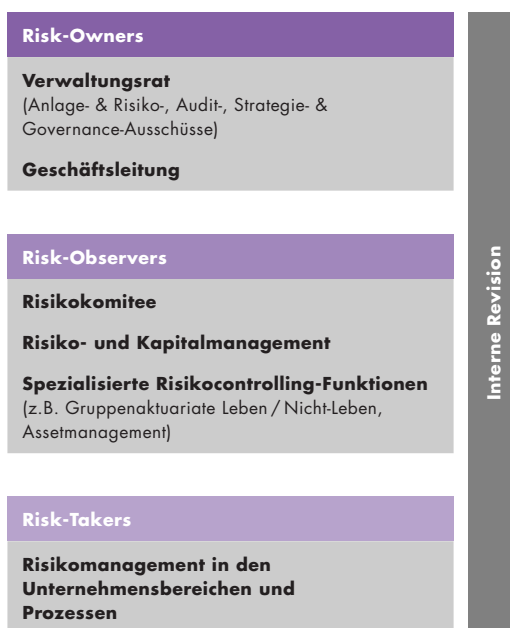 Risk-Owners
Verwaltungsrat
(Anlage- & Risiko-, Audit-, Strategie- &
Governance-Ausschüsse)
Geschäftsleitung
Risk-Observers
Risikokomitee
Risiko- und Kapitalmanagement
Spezialisierte Risikocontrolling-Funktionen
(z.B. Gruppenaktuariate Leben / Nicht-Leben,
Assetmanagement)
Risk-Takers
Risikomanagement in den
Unternehmensbereichen und
Prozessen
Interne Revision